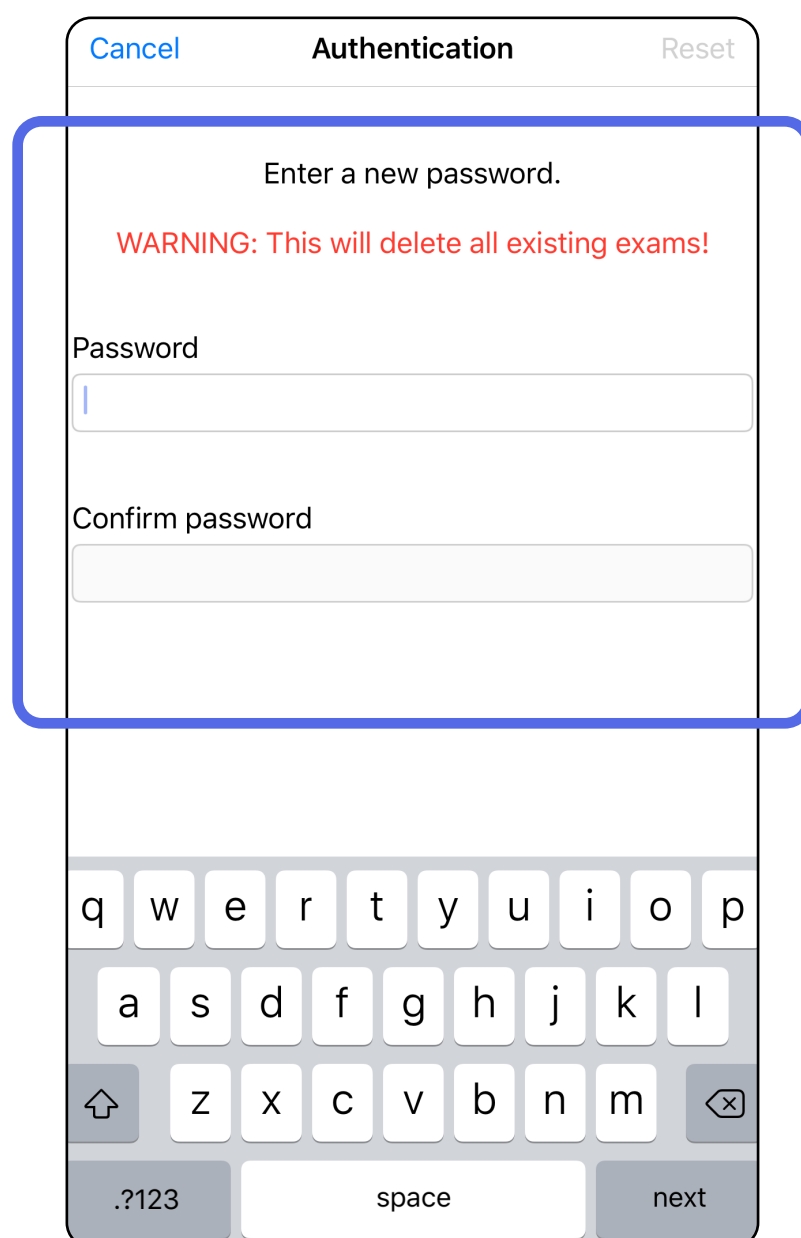 Cancel Authentication Reset
Enter a new password.
WARNING: This will delete all existing exams!
Password
Confirm password
q w e r t y u i o p
a s d f g h j k l
z x c v b n m
.?123 space next